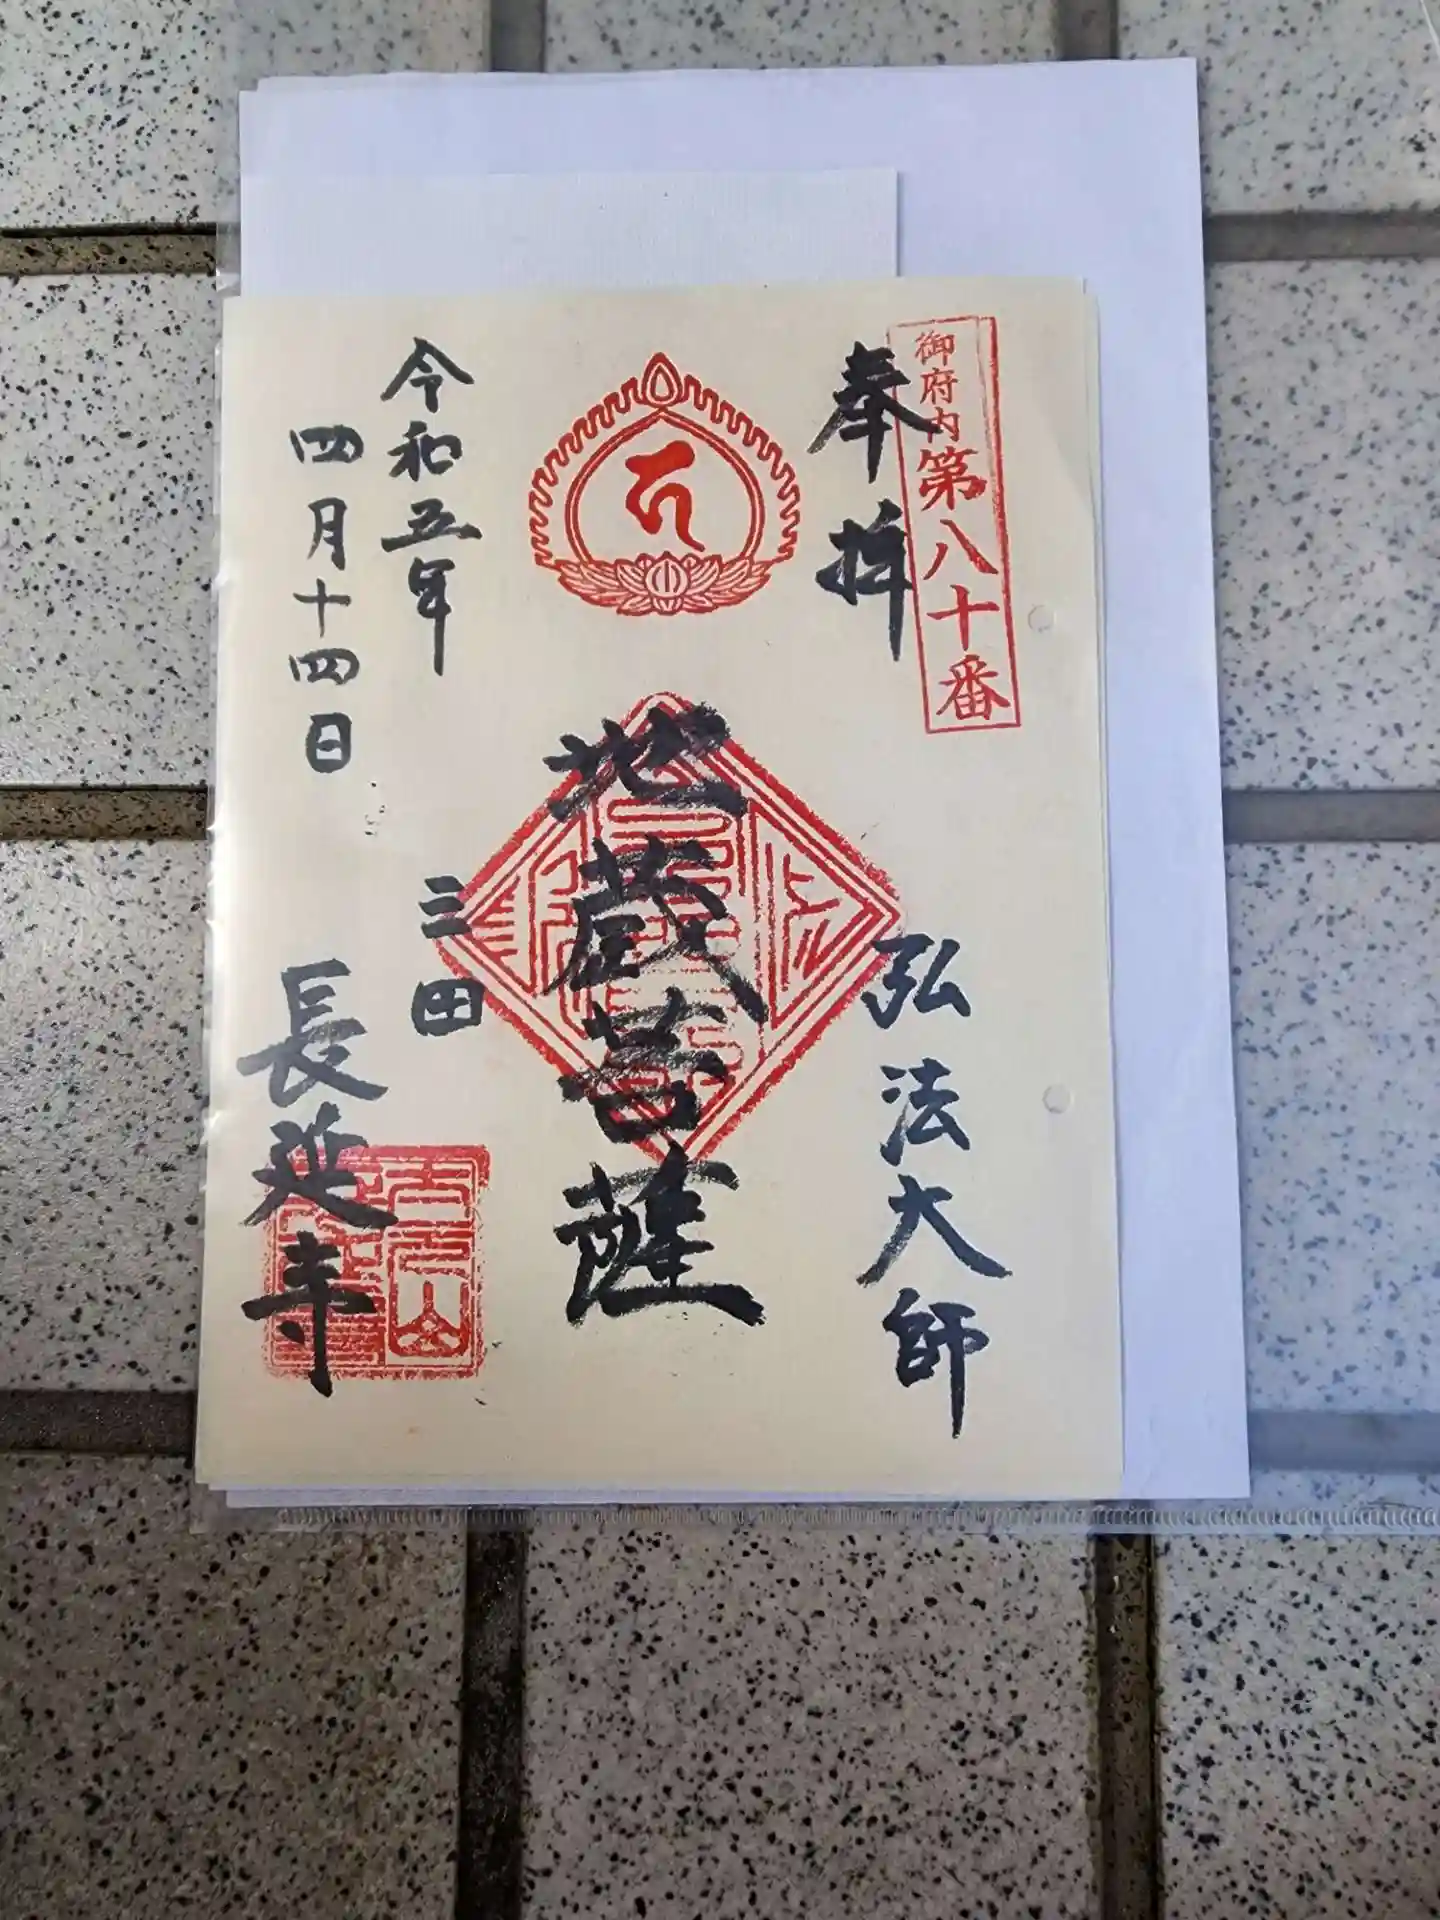 御府内第八十番
奉拝
弘法大師
地蔵菩薩
令和五年
四月十四日
三田
長延寺